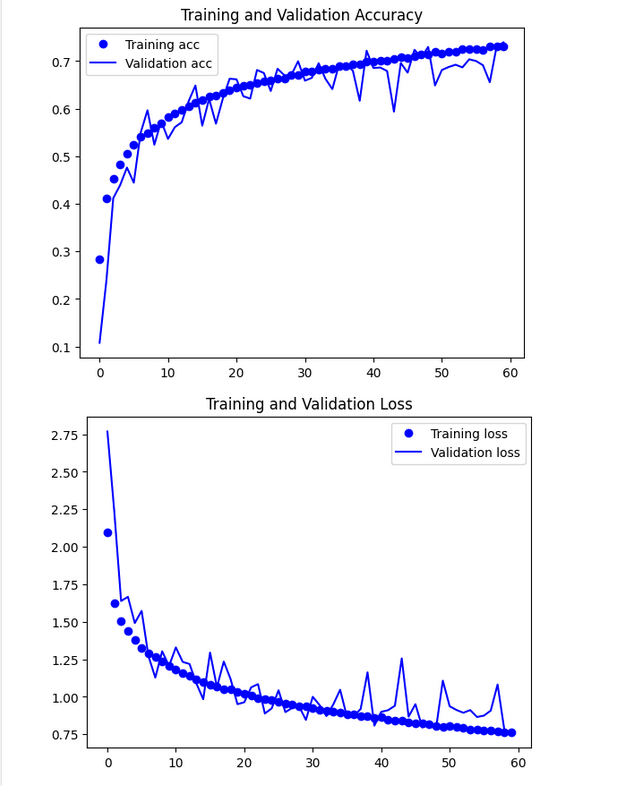 Training and Validation Accuracy
Training acc
Validation acc
0.7
0.6
0.5
0.4
0.3
0.2
0.1
0 10 20 30 40 50 60
Training and Validation Loss
Training loss
Validation loss
2.75
2.50
2.25
2.00
1.75
1.50
1.25
1.00
0.75
0 10 20 30 40 50 60